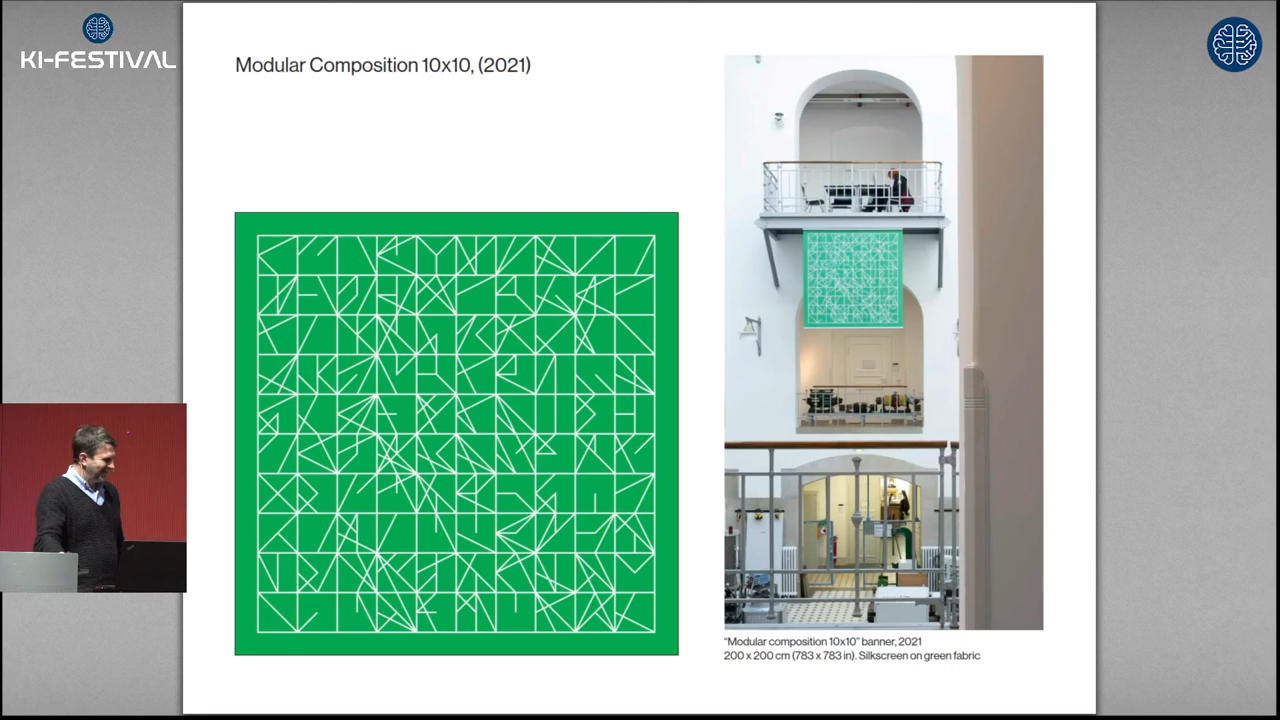 KI-FESTIVAL
Modular Composition 10x10, (2021)
“Modular composition 10x10” banner, 2021
200 x 200 cm (783 x 783 in). Silkscreen on green fabric